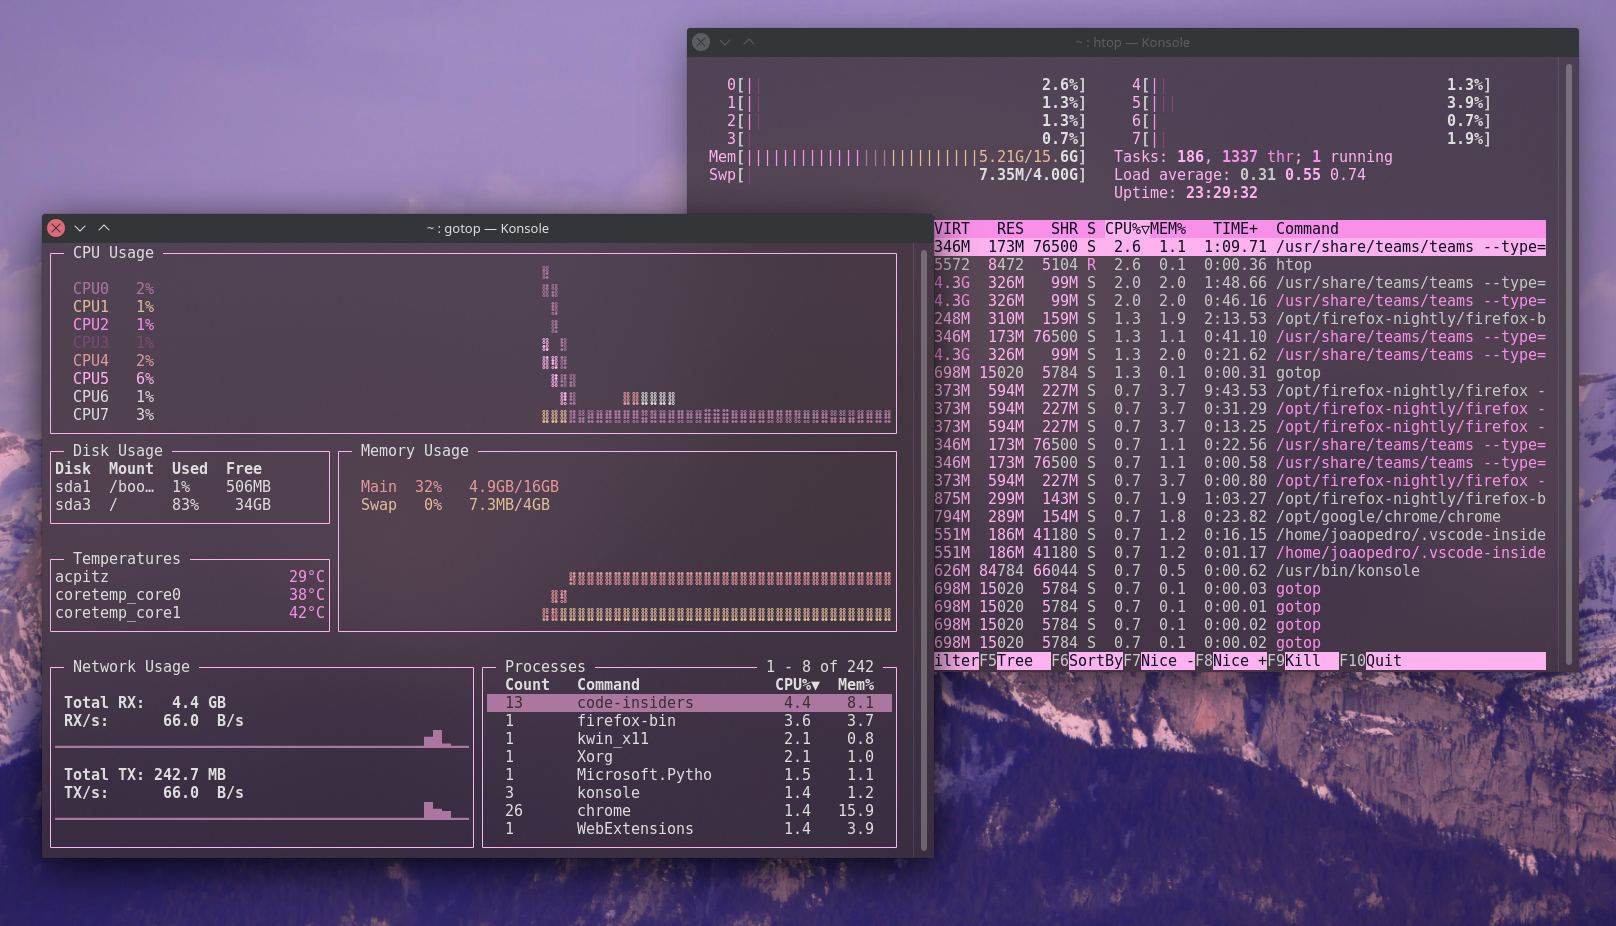 ~ : htop — Konsole
0[|| 2.6%] 4[|| 1.3%]
1[|| 1.3%] 5[||| 3.9%]
2[|| 1.3%] 6[| 0.7%]
3[| 0.7%] 7[|| 1.9%]
Mem[||||||||||||||||||||||||||5.21G/15.6G] Tasks: 186, 1337 thr; 1 running
Swp[| 7.35M/4.00G] Load average: 0.31 0.55 0.74
Uptime: 23:29:32
VIRT RES SHR S CPU%▽MEM% TIME+ Command
346M 173M 76500 S 2.6 1.1 1:09.71 /usr/share/teams/teams --type=
5572 8472 5104 R 2.6 0.1 0:00.36 htop
4.3G 326M 99M S 2.0 2.0 1:48.66 /usr/share/teams/teams --type=
4.3G 326M 99M S 2.0 2.0 0:46.16 /usr/share/teams/teams --type=
248M 310M 159M S 1.3 1.9 2:13.53 /opt/firefox-nightly/firefox-b
346M 173M 76500 S 1.3 1.1 0:41.10 /usr/share/teams/teams --type=
4.3G 326M 99M S 1.3 2.0 0:21.62 /usr/share/teams/teams --type=
698M 15020 5784 S 1.3 0.1 0:00.31 gotop
373M 594M 227M S 0.7 3.7 9:43.53 /opt/firefox-nightly/firefox -
373M 594M 227M S 0.7 3.7 0:31.29 /opt/firefox-nightly/firefox -
373M 594M 227M S 0.7 3.7 0:13.25 /opt/firefox-nightly/firefox -
346M 173M 76500 S 0.7 1.1 0:22.56 /usr/share/teams/teams --type=
346M 173M 76500 S 0.7 1.1 0:00.58 /usr/share/teams/teams --type=
373M 594M 227M S 0.7 3.7 0:00.80 /opt/firefox-nightly/firefox -
875M 299M 143M S 0.7 1.9 1:03.27 /opt/firefox-nightly/firefox-b
794M 289M 154M S 0.7 1.8 0:23.82 /opt/google/chrome/chrome
551M 186M 41180 S 0.7 1.2 0:16.15 /home/joaopedro/.vscode-inside
551M 186M 41180 S 0.7 1.2 0:01.17 /home/joaopedro/.vscode-inside
626M 84784 66044 S 0.7 0.5 0:00.62 /usr/bin/konsole
698M 15020 5784 S 0.7 0.1 0:00.03 gotop
698M 15020 5784 S 0.7 0.1 0:00.01 gotop
698M 15020 5784 S 0.7 0.1 0:00.02 gotop
698M 15020 5784 S 0.7 0.1 0:00.02 gotop
ilterF5Tree F6SortByF7Nice -F8Nice +F9Kill F10Quit
~ : gotop — Konsole
CPU Usage
CPU0 2%
CPU1 1%
CPU2 1%
CPU3 1%
CPU4 2%
CPU5 6%
CPU6 1%
CPU7 3%
Disk Usage
Disk Mount Used Free
sda1 /boo… 1% 506MB
sda3 / 83% 34GB
Memory Usage
Main 32% 4.9GB/16GB
Swap 0% 7.3MB/4GB
Temperatures
acpitz 29°C
coretemp_core0 38°C
coretemp_core1 42°C
Network Usage
Total RX: 4.4 GB
RX/s: 66.0 B/s
Total TX: 242.7 MB
TX/s: 66.0 B/s
Processes 1 - 8 of 242
Count Command CPU%▼ Mem%
13 code-insiders 4.4 8.1
1 firefox-bin 3.6 3.7
1 kwin_x11 2.1 0.8
1 Xorg 2.1 1.0
1 Microsoft.Pytho 1.5 1.1
3 konsole 1.4 1.2
26 chrome 1.4 15.9
1 WebExtensions 1.4 3.9